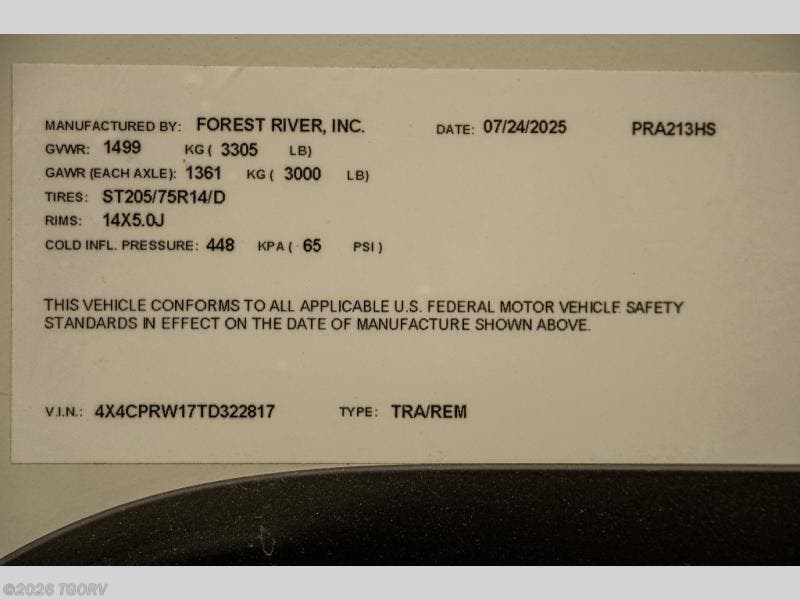 MANUFACTURED BY: FOREST RIVER, INC. DATE: 07/24/2025 PRA213HS
GVWR: 1499 KG ( 3305 LB)
GAWR (EACH AXLE): 1361 KG ( 3000 LB)
TIRES: ST205/75R14/D
RIMS: 14X5.0J
COLD INFL. PRESSURE: 448 KPA ( 65 PSI )
THIS VEHICLE CONFORMS TO ALL APPLICABLE U.S. FEDERAL MOTOR VEHICLE SAFETY
STANDARDS IN EFFECT ON THE DATE OF MANUFACTURE SHOWN ABOVE.
V.I.N.: 4X4CPRW17TD322817 TYPE: TRA/REM
©2026 TGORV